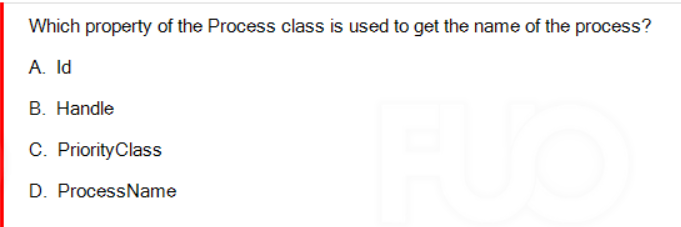 Which property of the Process class is used to get the name of the process?
A. Id
B. Handle
C. PriorityClass
D. ProcessName
FUO